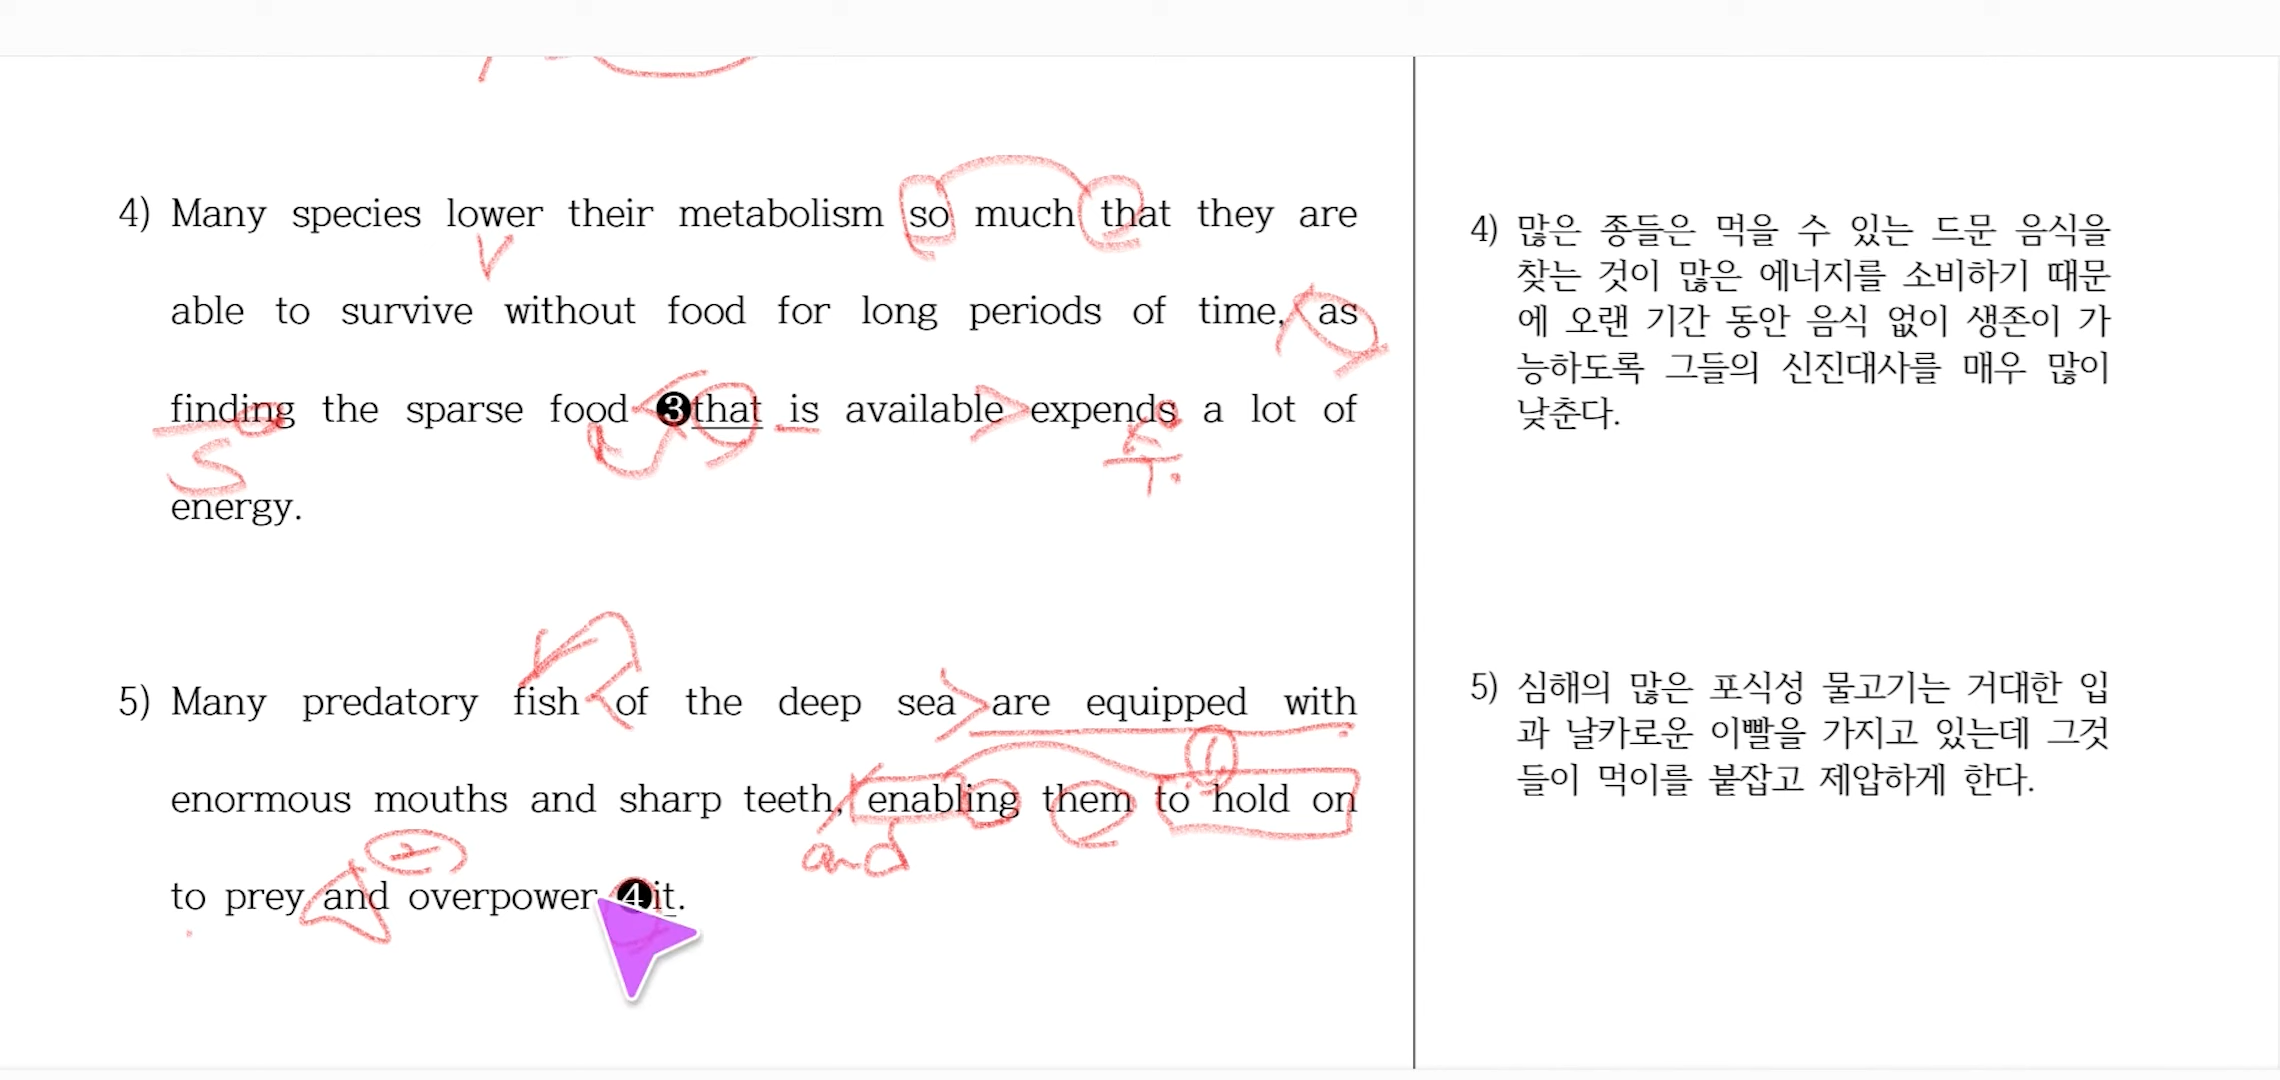 4) Many species lower their metabolism so much that they are
able to survive without food for long periods of time, as
finding the sparse food ❸that is available expends a lot of
energy.
S
주.
5) Many predatory fish of the deep sea are equipped with
enormous mouths and sharp teeth, enabling them to hold on
and
to prey and overpower ❹it.
4) 많은 종들은 먹을 수 있는 드문 음식을
찾는 것이 많은 에너지를 소비하기 때문
에 오랜 기간 동안 음식 없이 생존이 가
능하도록 그들의 신진대사를 매우 많이
낮춘다.
5) 심해의 많은 포식성 물고기는 거대한 입
과 날카로운 이빨을 가지고 있는데 그것
들이 먹이를 붙잡고 제압하게 한다.